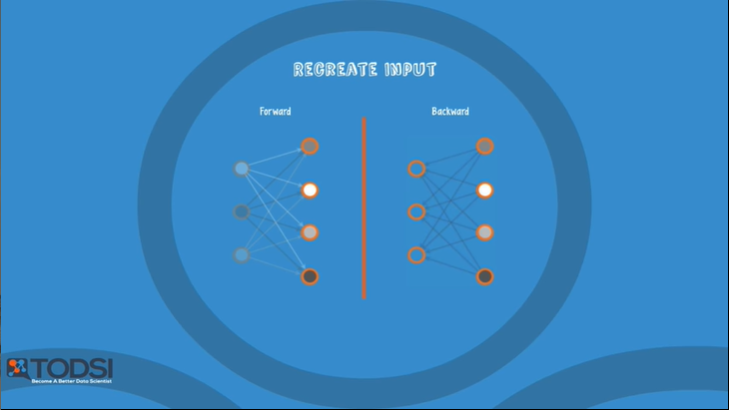 RECREATE INPUT
Forward
Backward
TODSI
Become A Better Data Scientist